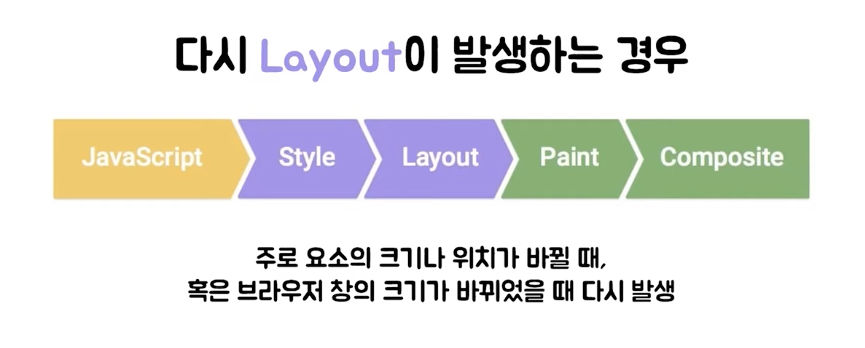 다시 Layout이 발생하는 경우
JavaScript Style Layout Paint Composite
주로 요소의 크기나 위치가 바뀔 때,
혹은 브라우저 창의 크기가 바뀌었을 때 다시 발생